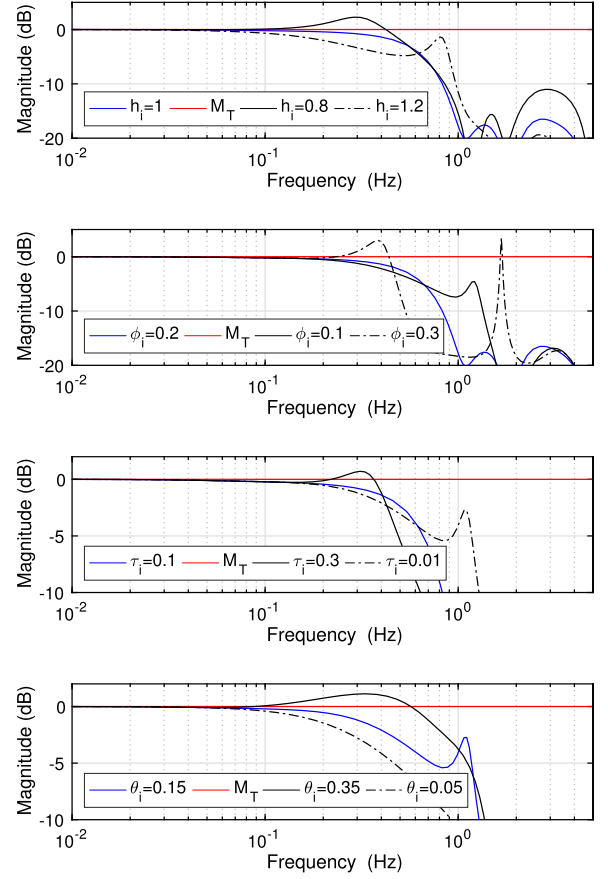 Magnitude (dB)
0
-10
-20
h_i=1 M_T h_i=0.8 h_i=1.2
10^-2 10^-1 10^0
Frequency (Hz)
Magnitude (dB)
0
-10
-20
ϕ_i=0.2 M_T ϕ_i=0.1 ϕ_i=0.3
10^-2 10^-1 10^0
Frequency (Hz)
Magnitude (dB)
0
-5
-10
τ_i=0.1 M_T τ_i=0.3 τ_i=0.01
10^-2 10^-1 10^0
Frequency (Hz)
Magnitude (dB)
0
-5
-10
θ_i=0.15 M_T θ_i=0.35 θ_i=0.05
10^-2 10^-1 10^0
Frequency (Hz)